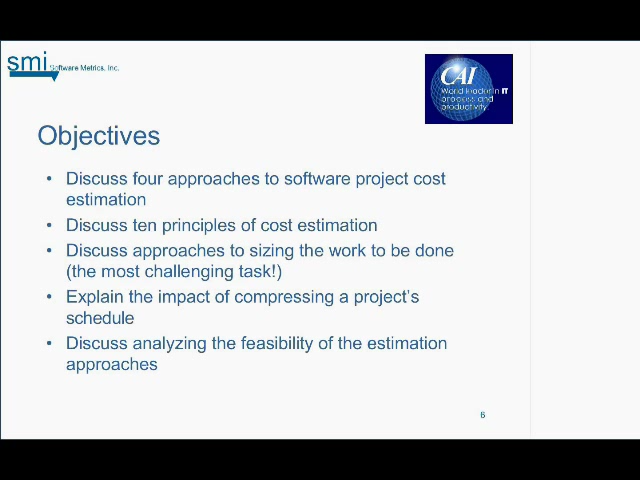 smi Software Metrics, Inc.
CAI
World leader in IT
process and
productivity
Objectives
• Discuss four approaches to software project cost
estimation
• Discuss ten principles of cost estimation
• Discuss approaches to sizing the work to be done
(the most challenging task!)
• Explain the impact of compressing a project's
schedule
• Discuss analyzing the feasibility of the estimation
approaches
6